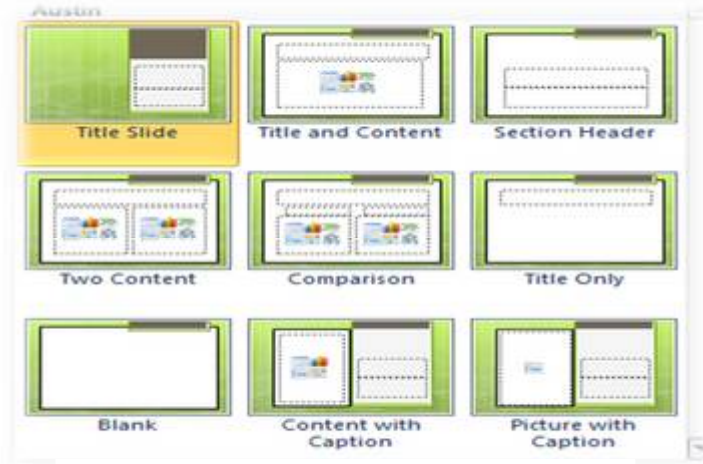 Austin
Title Slide
Title and Content
Section Header
Two Content
Comparison
Title Only
Blank
Content with
Caption
Picture with
Caption